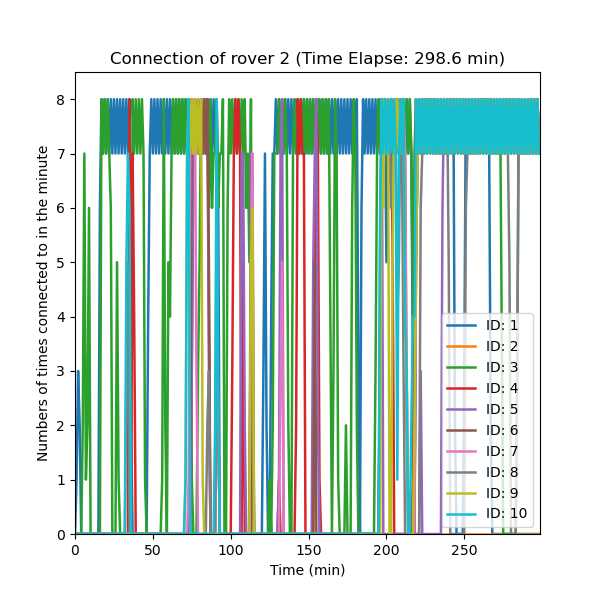 Connection of rover 2 (Time Elapse: 298.6 min)
Numbers of times connected to in the minute
8
7
6
5
4
3
2
1
0
ID: 1
ID: 2
ID: 3
ID: 4
ID: 5
ID: 6
ID: 7
ID: 8
ID: 9
ID: 10
0 50 100 150 200 250
Time (min)